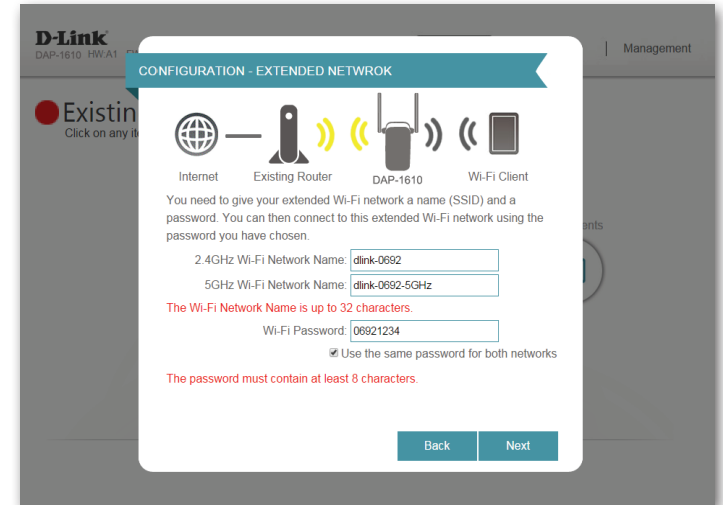 D-Link
DAP-1610 HW:A1
Management
CONFIGURATION - EXTENDED NETWROK
Existin
Click on any
Internet Existing Router DAP-1610 Wi-Fi Client
You need to give your extended Wi-Fi network a name (SSID) and a
password. You can then connect to this extended Wi-Fi network using the
password you have chosen.
2.4GHz Wi-Fi Network Name: dlink-0692
5GHz Wi-Fi Network Name: dlink-0692-5GHz
The Wi-Fi Network Name is up to 32 characters.
Wi-Fi Password: 06921234
Use the same password for both networks
The password must contain at least 8 characters.
Back Next